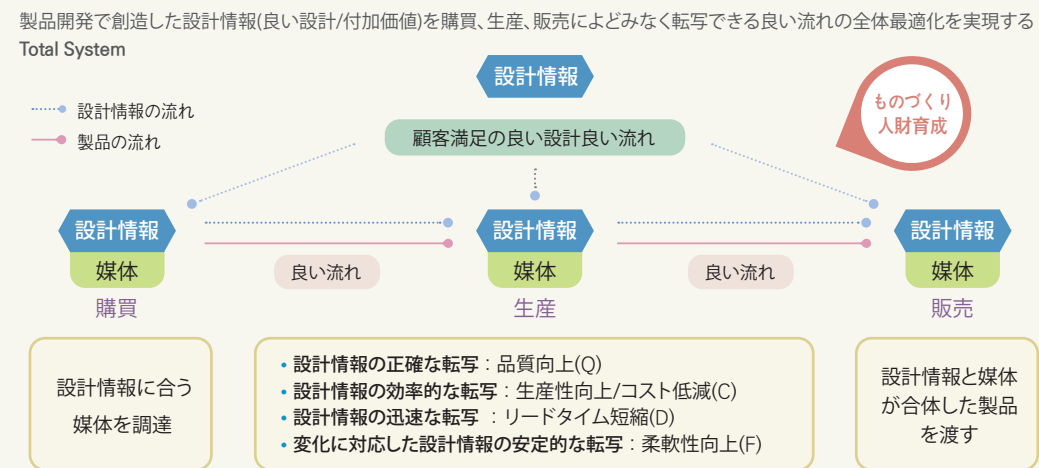 製品開発で創造した設計情報(良い設計/付加価値)を購買、生産、販売によどみなく転写できる良い流れの全体最適化を実現する
Total System
設計情報
設計情報の流れ
製品の流れ
顧客満足の良い設計良い流れ
ものづくり
人財育成
設計情報
媒体
購買
良い流れ
設計情報
媒体
生産
良い流れ
設計情報
媒体
販売
設計情報に合う
媒体を調達
• 設計情報の正確な転写：品質向上(Q)
• 設計情報の効率的な転写：生産性向上/コスト低減(C)
• 設計情報の迅速な転写 ：リードタイム短縮(D)
• 変化に対応した設計情報の安定的な転写：柔軟性向上(F)
設計情報と媒体
が合体した製品
を渡す